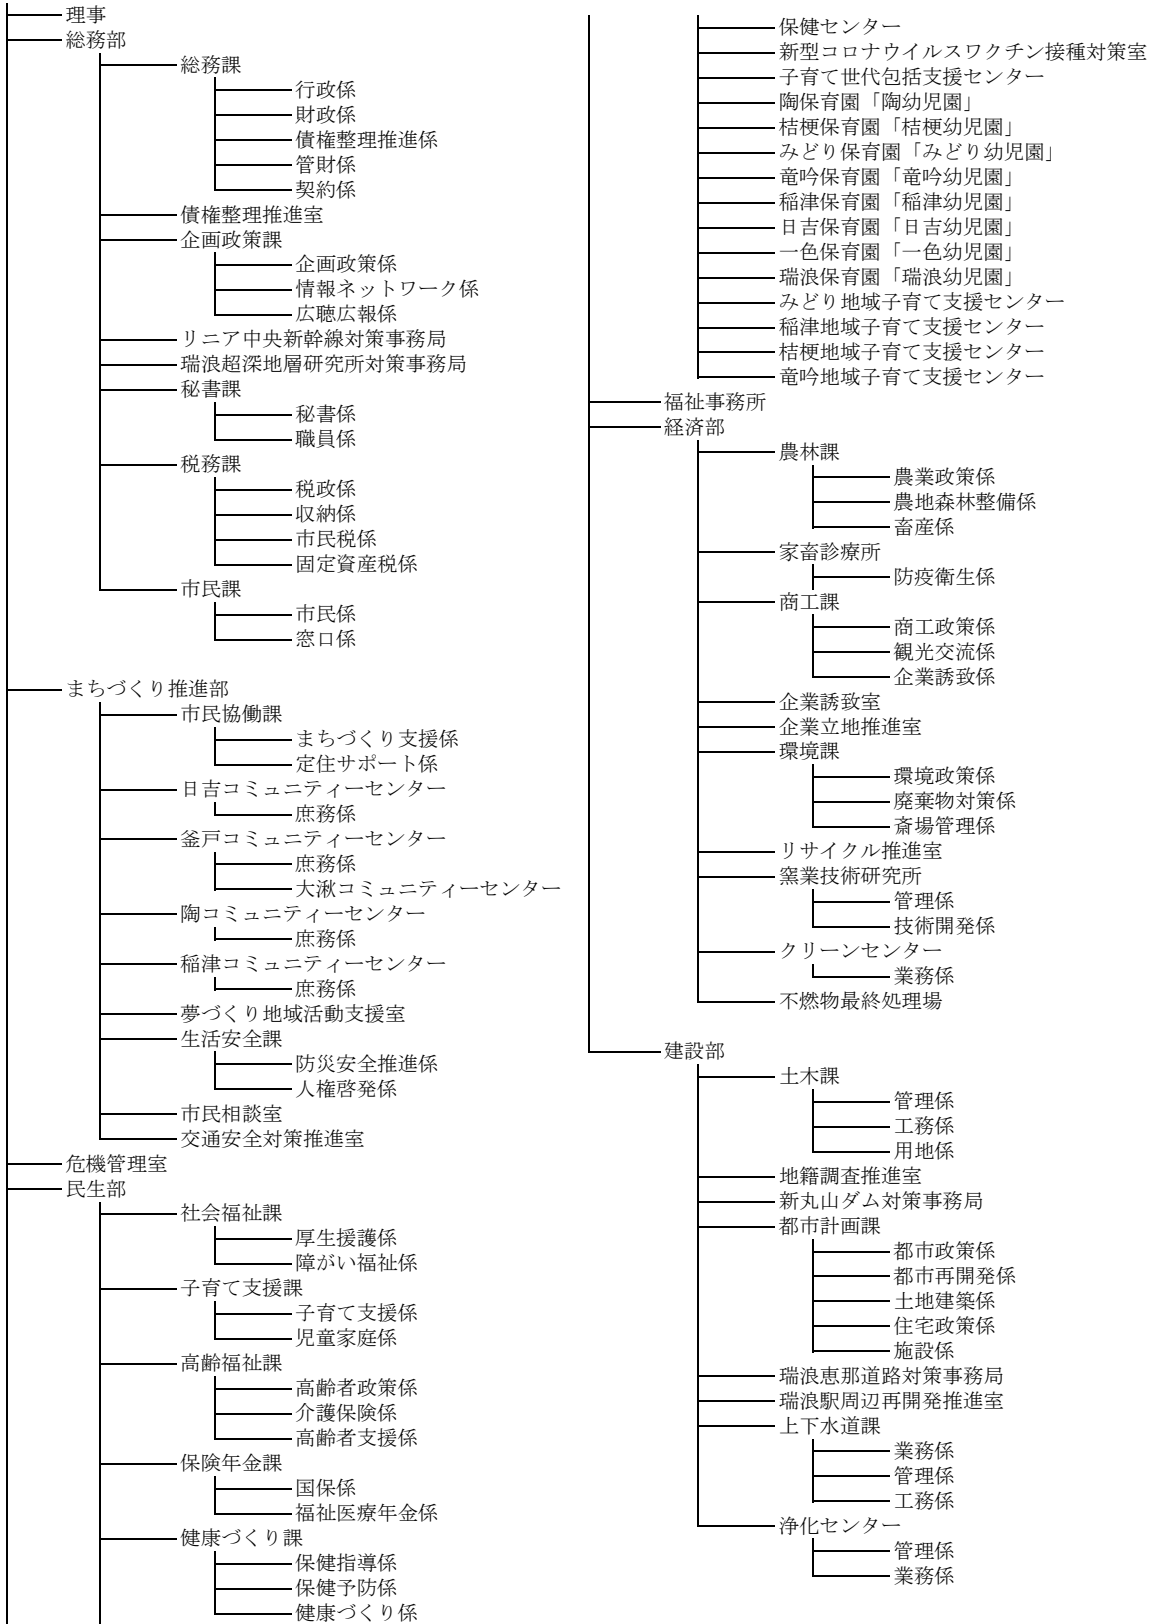 理事
総務部
総務課
行政係
財政係
債権整理推進係
管財係
契約係
債権整理推進室
企画政策課
企画政策係
情報ネットワーク係
広聴広報係
リニア中央新幹線対策事務局
瑞浪超深地層研究所対策事務局
秘書課
秘書係
職員係
税務課
税政係
収納係
市民税係
固定資産税係
市民課
市民係
窓口係
まちづくり推進部
市民協働課
まちづくり支援係
定住サポート係
日吉コミュニティーセンター
庶務係
釜戸コミュニティーセンター
庶務係
大湫コミュニティーセンター
陶コミュニティーセンター
庶務係
稲津コミュニティーセンター
庶務係
夢づくり地域活動支援室
生活安全課
防災安全推進係
人権啓発係
市民相談室
交通安全対策推進室
危機管理室
民生部
社会福祉課
厚生援護係
障がい福祉係
子育て支援課
子育て支援係
児童家庭係
高齢福祉課
高齢者政策係
介護保険係
高齢者支援係
保険年金課
国保係
福祉医療年金係
健康づくり課
保健指導係
保健予防係
健康づくり係
保健センター
新型コロナウイルスワクチン接種対策室
子育て世代包括支援センター
陶保育園「陶幼児園」
桔梗保育園「桔梗幼児園」
みどり保育園「みどり幼児園」
竜吟保育園「竜吟幼児園」
稲津保育園「稲津幼児園」
日吉保育園「日吉幼児園」
一色保育園「一色幼児園」
瑞浪保育園「瑞浪幼児園」
みどり地域子育て支援センター
稲津地域子育て支援センター
桔梗地域子育て支援センター
竜吟地域子育て支援センター
福祉事務所
経済部
農林課
農業政策係
農地森林整備係
畜産係
家畜診療所
防疫衛生係
商工課
商工政策係
観光交流係
企業誘致係
企業誘致室
企業立地推進室
環境課
環境政策係
廃棄物対策係
斎場管理係
リサイクル推進室
窯業技術研究所
管理係
技術開発係
クリーンセンター
業務係
不燃物最終処理場
建設部
土木課
管理係
工務係
用地係
地籍調査推進室
新丸山ダム対策事務局
都市計画課
都市政策係
都市再開発係
土地建築係
住宅政策係
施設係
瑞浪恵那道路対策事務局
瑞浪駅周辺再開発推進室
上下水道課
業務係
管理係
工務係
浄化センター
管理係
業務係